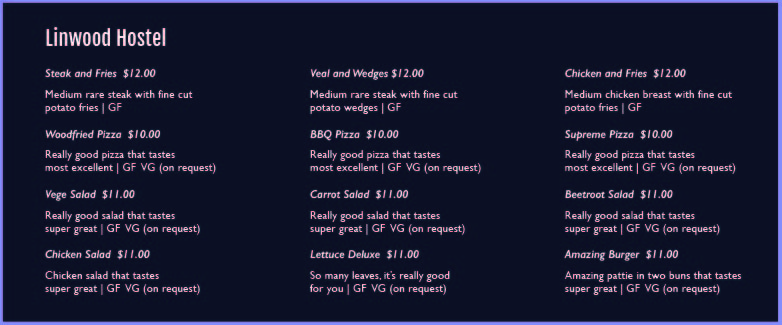 Linwood Hostel
Steak and Fries $12.00
Medium rare steak with fine cut
potato fries | GF
Woodfried Pizza $10.00
Really good pizza that tastes
most excellent | GF VG (on request)
Vege Salad $11.00
Really good salad that tastes
super great | GF VG (on request)
Chicken Salad $11.00
Chicken salad that tastes
super great | GF VG (on request)
Veal and Wedges $12.00
Medium rare steak with fine cut
potato wedges | GF
BBQ Pizza $10.00
Really good pizza that tastes
most excellent | GF VG (on request)
Carrot Salad $11.00
Really good salad that tastes
super great | GF VG (on request)
Lettuce Deluxe $11.00
So many leaves, it's really good
for you | GF VG (on request)
Chicken and Fries $12.00
Medium chicken breast with fine cut
potato fries | GF
Supreme Pizza $10.00
Really good pizza that tastes
most excellent | GF VG (on request)
Beetroot Salad $11.00
Really good salad that tastes
super great | GF VG (on request)
Amazing Burger $11.00
Amazing pattie in two buns that tastes
super great | GF VG (on request)